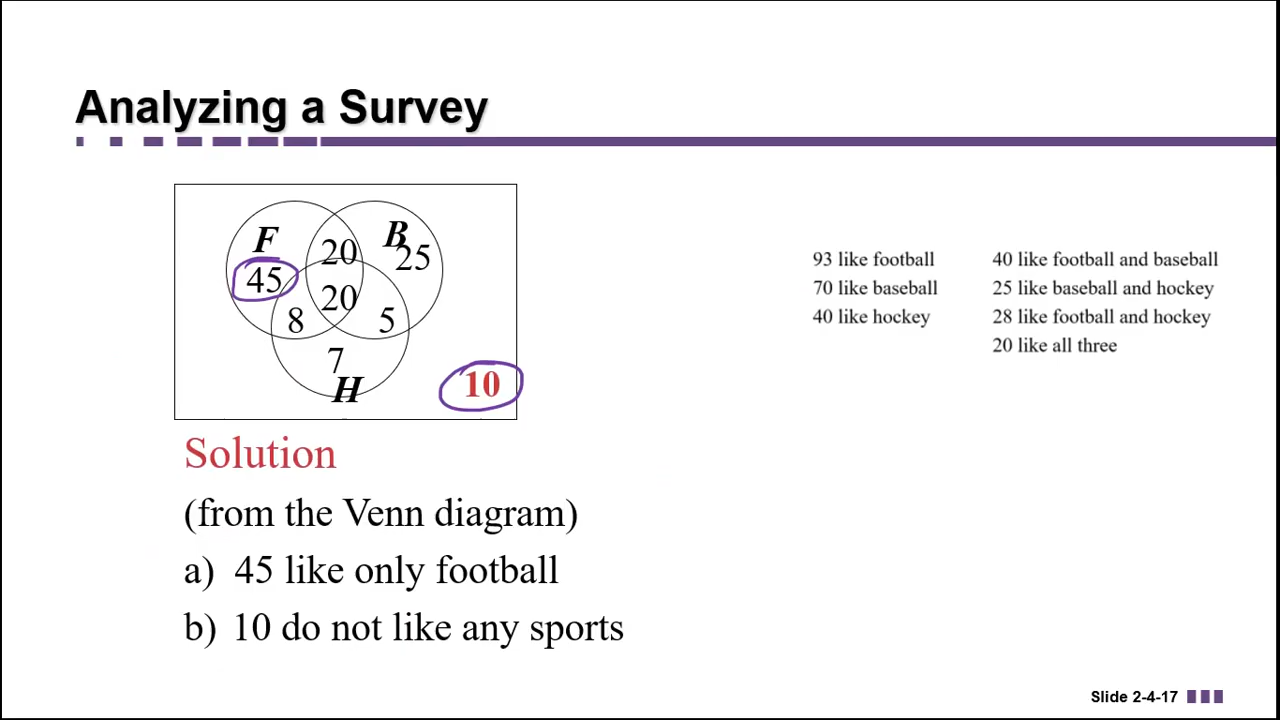 Analyzing a Survey
F
B
20
25
45
20
8
5
7
H
10
93 like football
70 like baseball
40 like hockey
40 like football and baseball
25 like baseball and hockey
28 like football and hockey
20 like all three
Solution
(from the Venn diagram)
a) 45 like only football
b) 10 do not like any sports
Slide 2-4-17